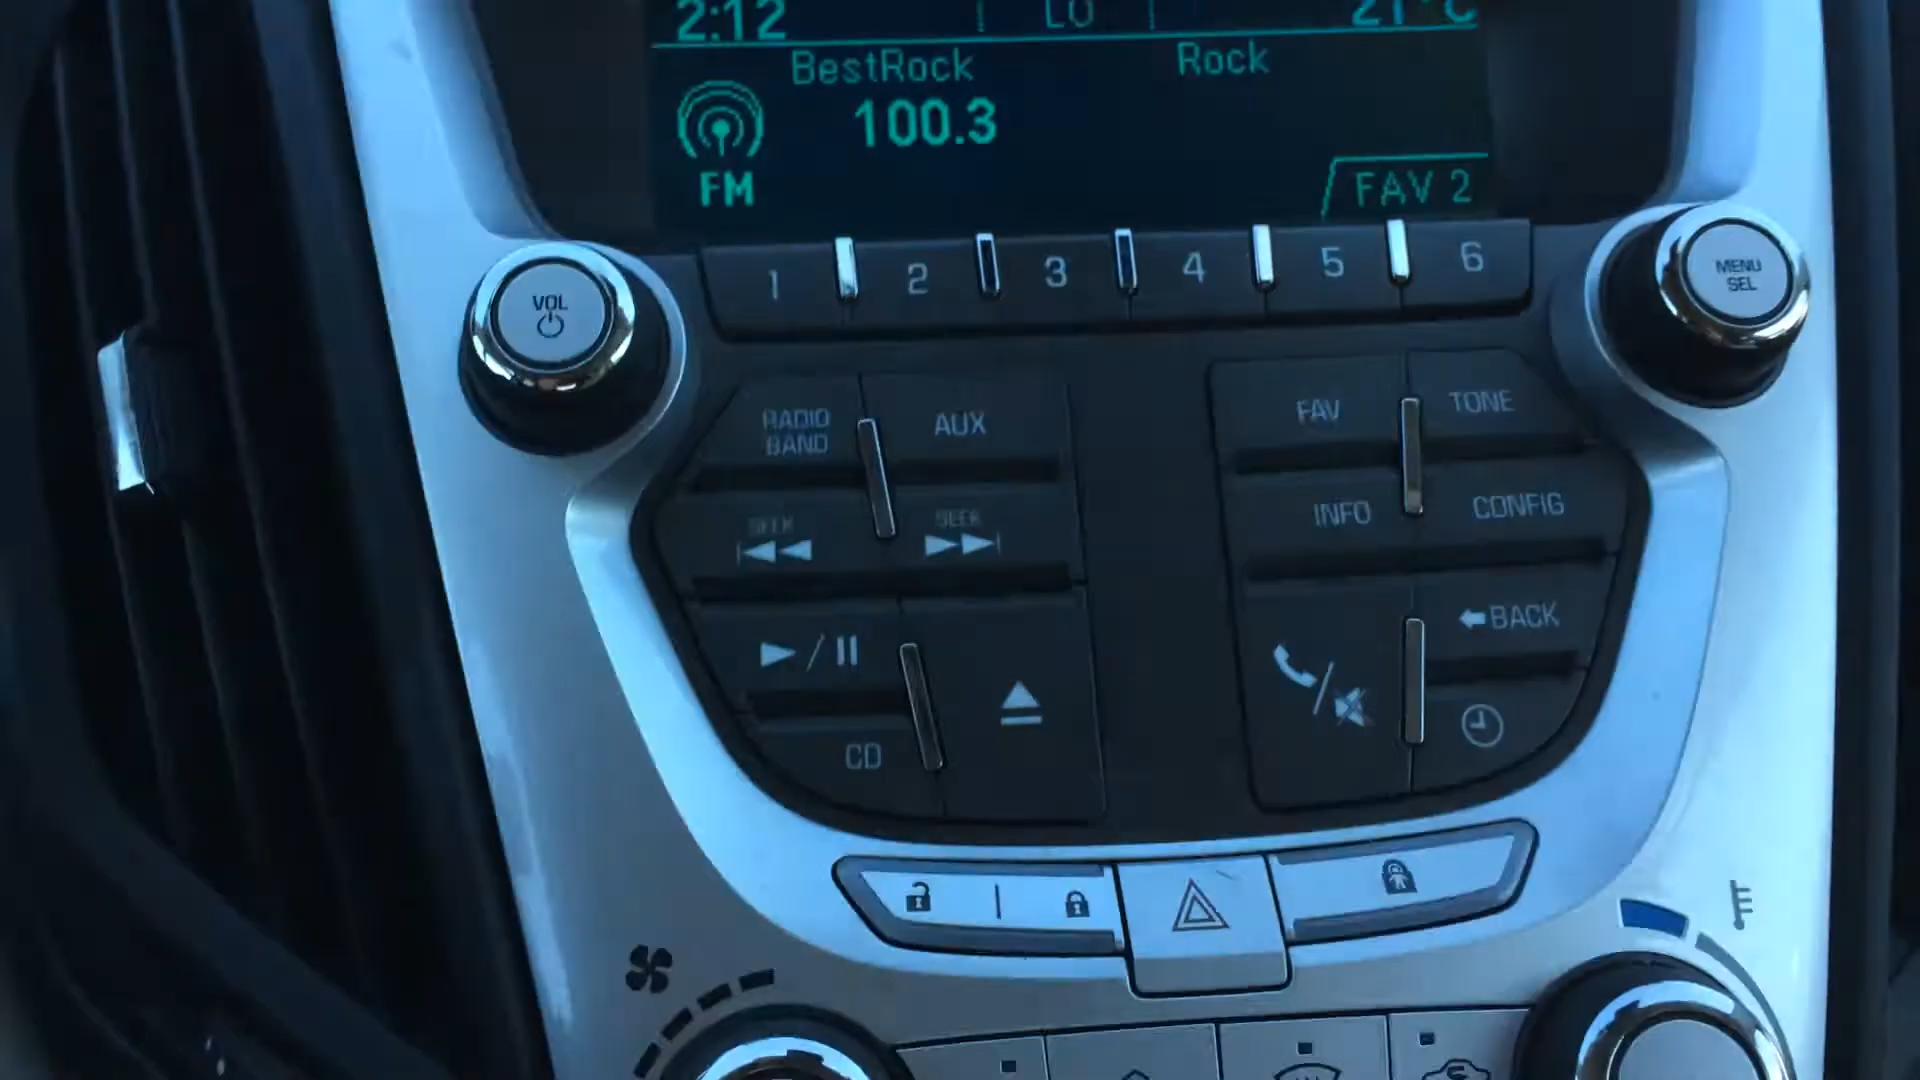 2:12 LO 21°C
BestRock Rock
100.3
FM
FAV 2
1 2 3 4 5 6
VOL
MENU
SEL
RADIO
BAND
AUX
FAV
TONE
SEEK
SEEK
INFO
CONFIG
BACK
CD